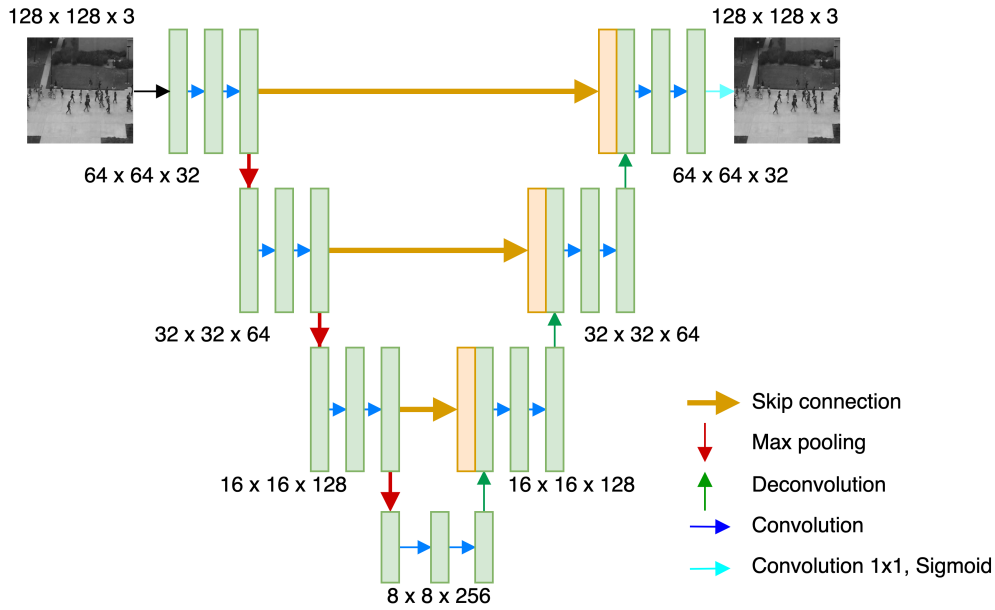 128 x 128 x 3
128 x 128 x 3
64 x 64 x 32
64 x 64 x 32
32 x 32 x 64
32 x 32 x 64
16 x 16 x 128
16 x 16 x 128
8 x 8 x 256
Skip connection
Max pooling
Deconvolution
Convolution
Convolution 1x1, Sigmoid